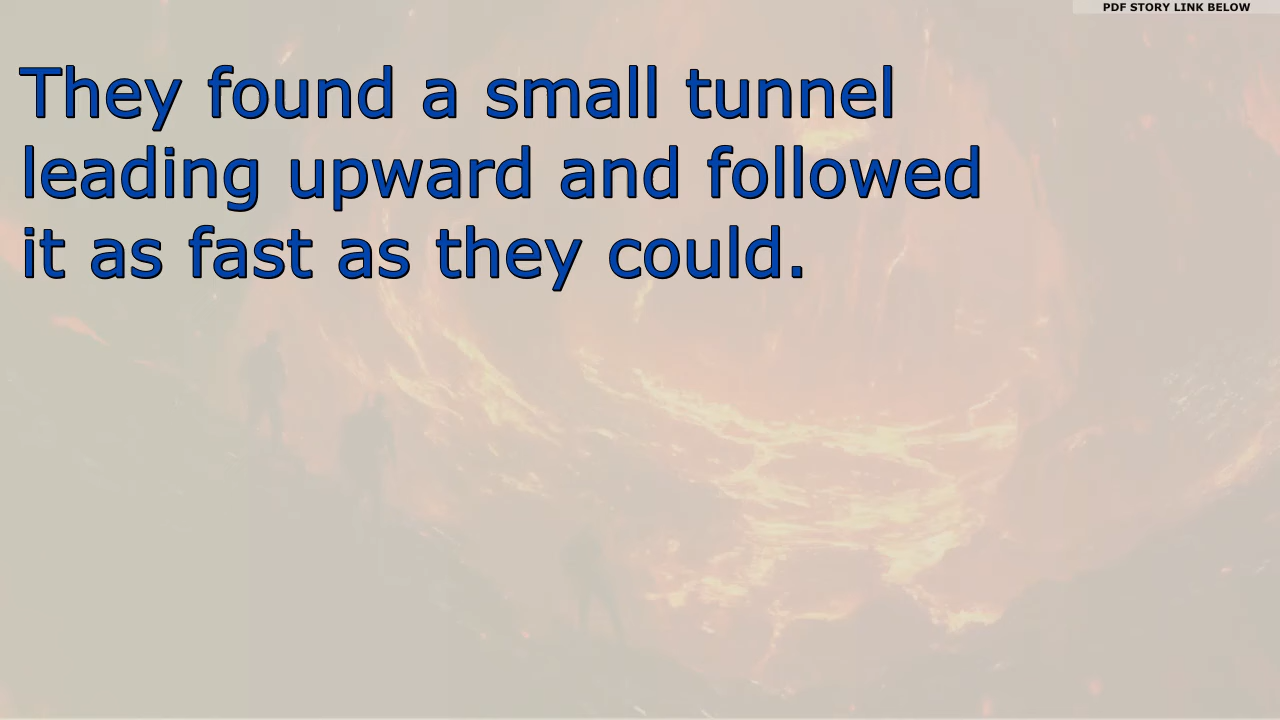 PDF STORY LINK BELOW
They found a small tunnel
leading upward and followed
it as fast as they could.